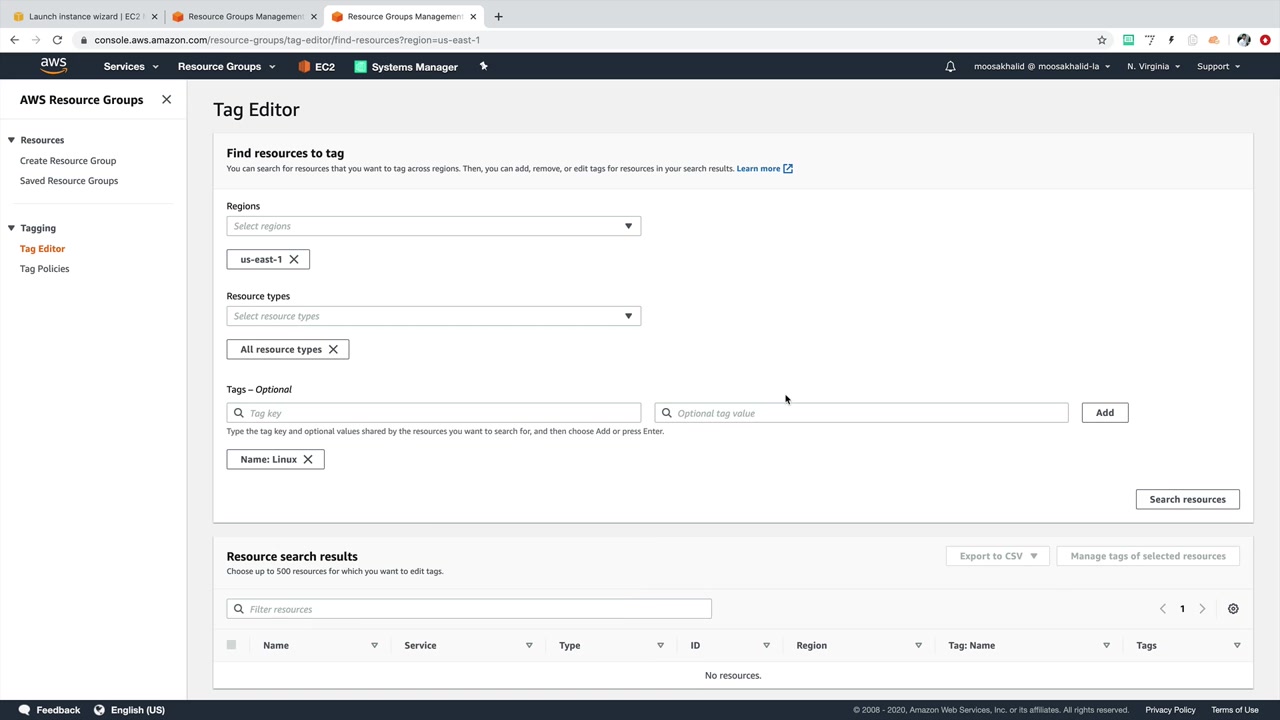 Launch instance wizard | EC2
Resource Groups Management
Resource Groups Management
console.aws.amazon.com/resource-groups/tag-editor/find-resources?region=us-east-1
aws
Services
Resource Groups
EC2
Systems Manager
moosakhalid @ moosakhalid-la
N. Virginia
Support
AWS Resource Groups
Resources
Create Resource Group
Saved Resource Groups
Tagging
Tag Editor
Tag Policies
Tag Editor
Find resources to tag
You can search for resources that you want to tag across regions. Then, you can add, remove, or edit tags for resources in your search results. Learn more
Regions
Select regions
us-east-1
Resource types
Select resource types
All resource types
Tags – Optional
Tag key
Optional tag value
Add
Type the tag key and optional values shared by the resources you want to search for, and then choose Add or press Enter.
Name: Linux
Search resources
Resource search results
Choose up to 500 resources for which you want to edit tags.
Export to CSV
Manage tags of selected resources
Filter resources
1
Name
Service
Type
ID
Region
Tag: Name
Tags
No resources.
Feedback
English (US)
© 2008 - 2020, Amazon Web Services, Inc. or its affiliates. All rights reserved.
Privacy Policy
Terms of Use